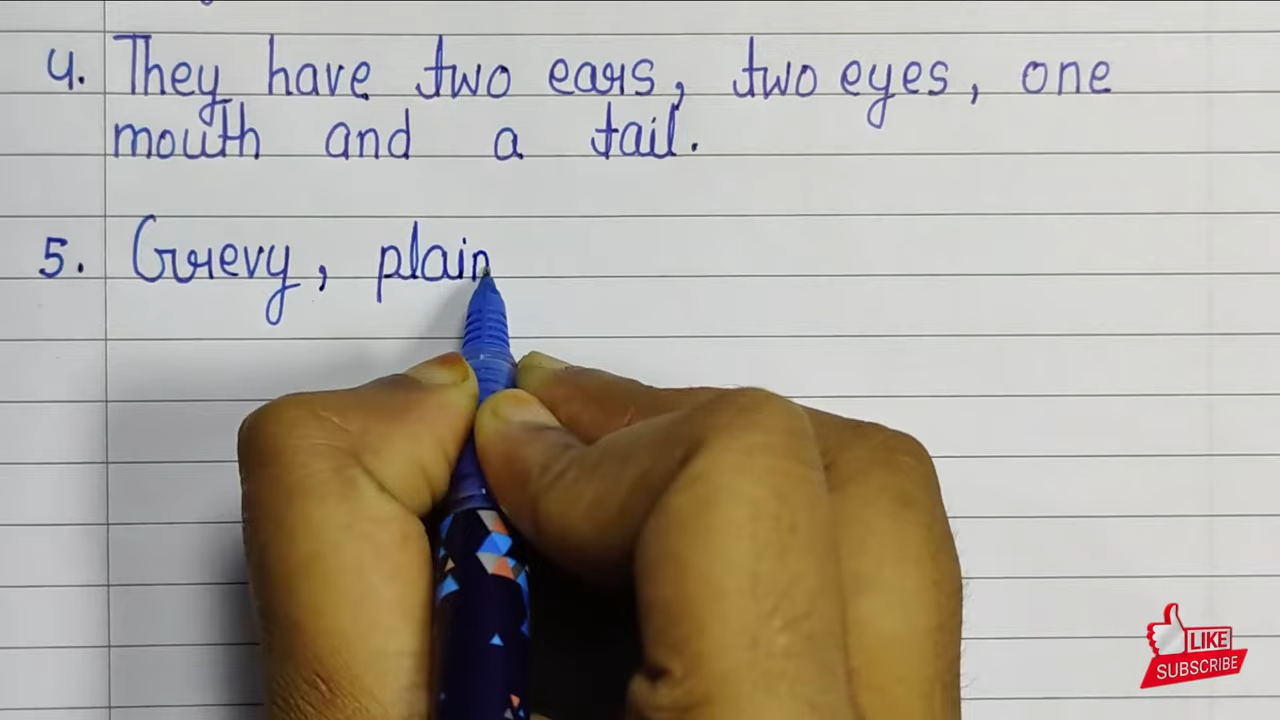 4. They have two ears, two eyes, one
mouth and a tail.
5. Grevy, plain
LIKE
SUBSCRIBE